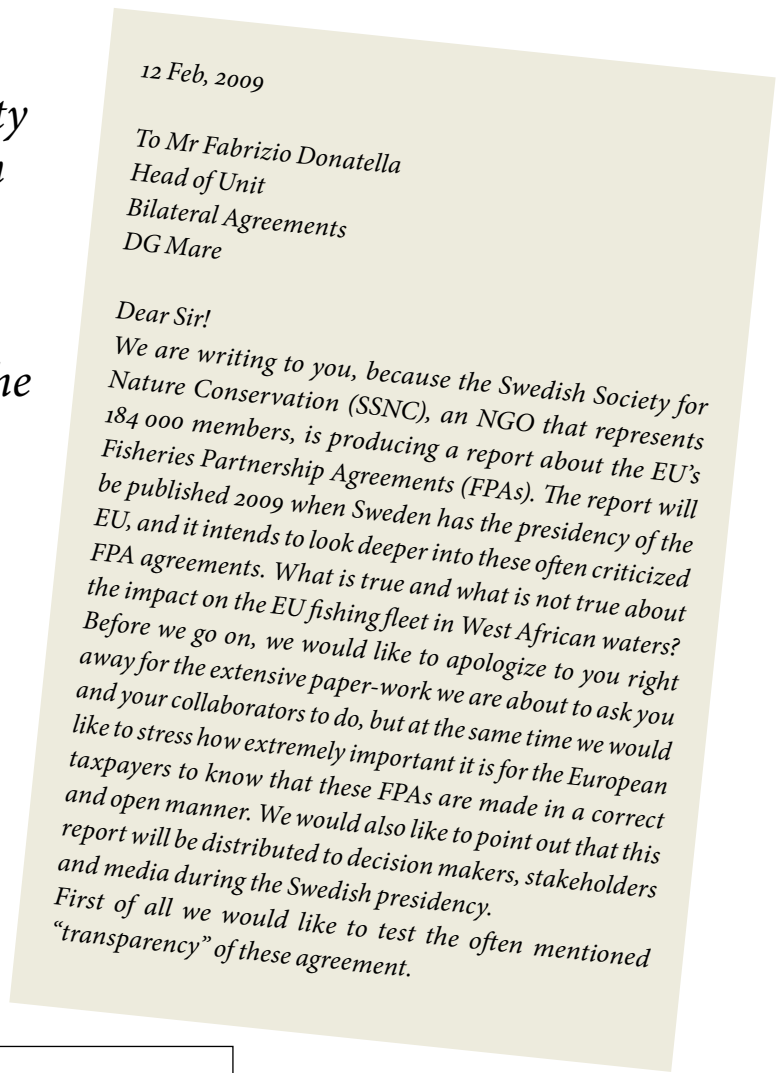 ty
he
12 Feb, 2009
To Mr Fabrizio Donatella
Head of Unit
Bilateral Agreements
DG Mare
Dear Sir!
We are writing to you, because the Swedish Society for
Nature Conservation (SSNC), an NGO that represents
184 000 members, is producing a report about the EU’s
Fisheries Partnership Agreements (FPAs). The report will
be published 2009 when Sweden has the presidency of the
EU, and it intends to look deeper into these often criticized
FPA agreements. What is true and what is not true about
the impact on the EU fishing fleet in West African waters?
Before we go on, we would like to apologize to you right
away for the extensive paper-work we are about to ask you
and your collaborators to do, but at the same time we would
like to stress how extremely important it is for the European
taxpayers to know that these FPAs are made in a correct
and open manner. We would also like to point out that this
report will be distributed to decision makers, stakeholders
and media during the Swedish presidency.
First of all we would like to test the often mentioned
“transparency” of these agreement.